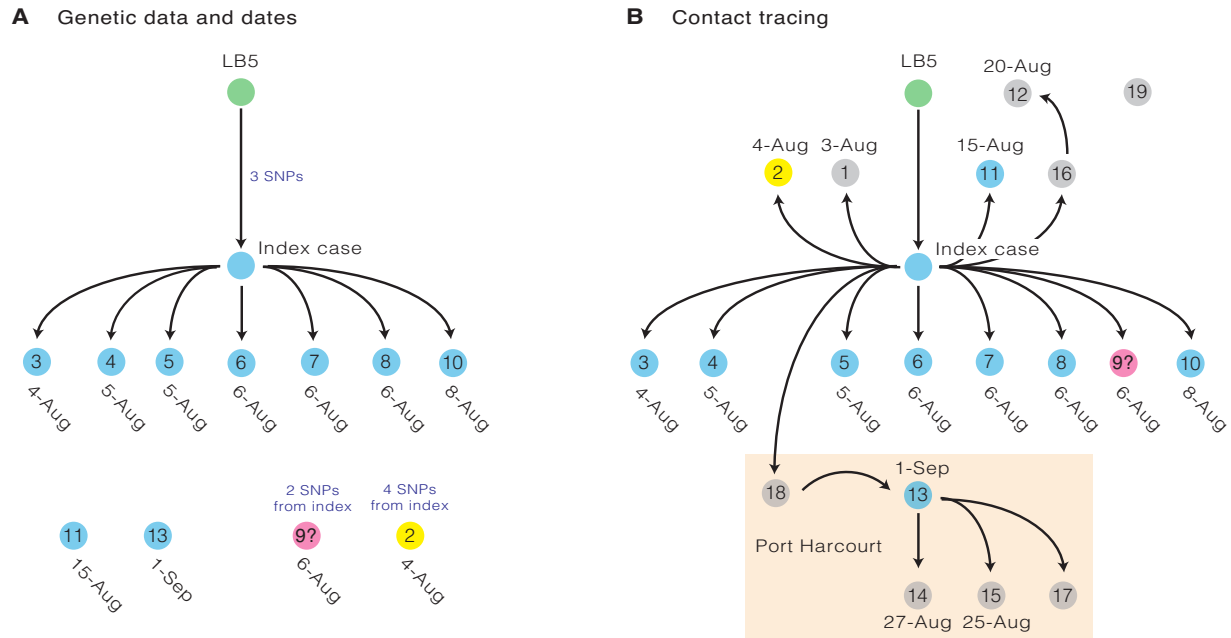 A Genetic data and dates
LB5
3 SNPs
Index case
3
4
5
6
7
8
10
4-Aug
5-Aug
5-Aug
6-Aug
6-Aug
6-Aug
8-Aug
2 SNPs
from index
4 SNPs
from index
11
13
9?
2
15-Aug
1-Sep
6-Aug
4-Aug
B Contact tracing
LB5
20-Aug
12
19
4-Aug
3-Aug
15-Aug
2
1
11
16
Index case
3
4
5
6
7
8
9?
10
4-Aug
5-Aug
5-Aug
6-Aug
6-Aug
6-Aug
6-Aug
8-Aug
1-Sep
18
13
Port Harcourt
14
15
17
27-Aug
25-Aug